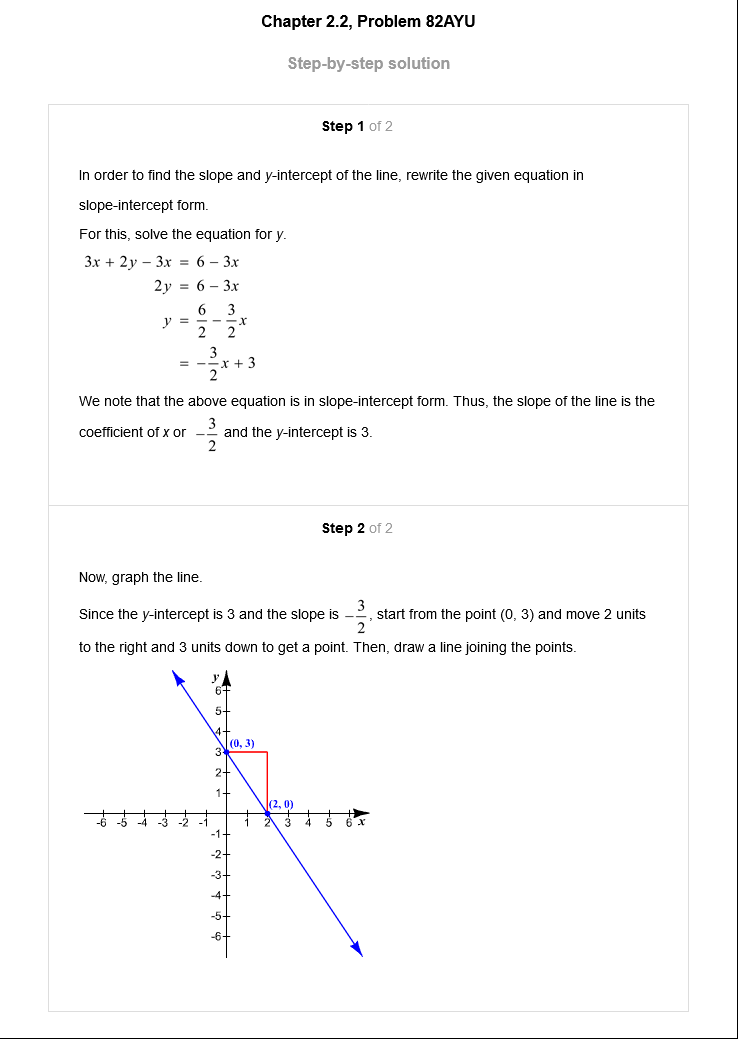 Chapter 2.2, Problem 82AYU
Step-by-step solution
Step 1 of 2
In order to find the slope and y-intercept of the line, rewrite the given equation in
slope-intercept form.
For this, solve the equation for y.
3x + 2y − 3x = 6 − 3x
2y = 6 − 3x
y = 6/2 − 3/2 x
= −3/2 x + 3
We note that the above equation is in slope-intercept form. Thus, the slope of the line is the
coefficient of x or −3/2 and the y-intercept is 3.
Step 2 of 2
Now, graph the line.
Since the y-intercept is 3 and the slope is −3/2, start from the point (0, 3) and move 2 units
to the right and 3 units down to get a point. Then, draw a line joining the points.
y
6
5
4
(0, 3)
3
2
1
(2, 0)
-6 -5 -4 -3 -2 -1 1 2 3 4 5 6 x
-1
-2
-3
-4
-5
-6